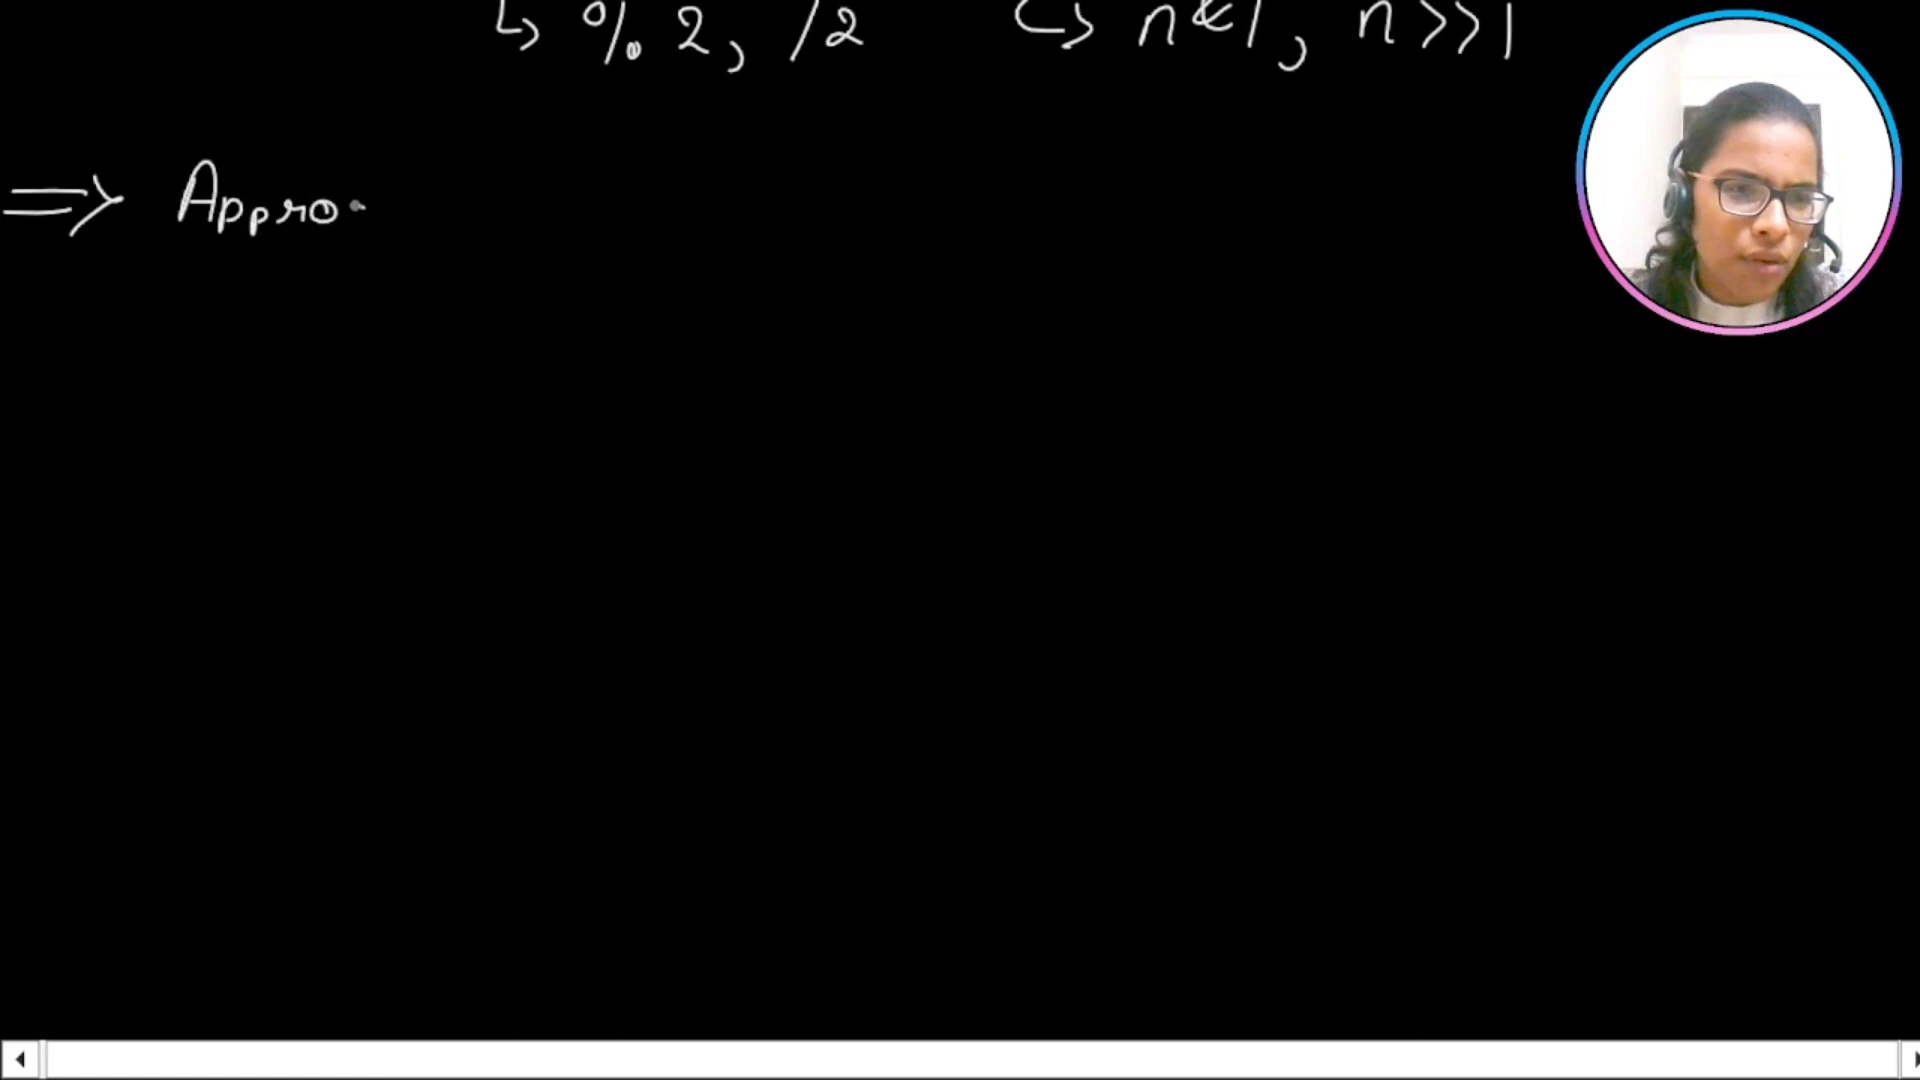 ↳ % 2, /2 ↳ n&1, n>>1
⇒ Appro